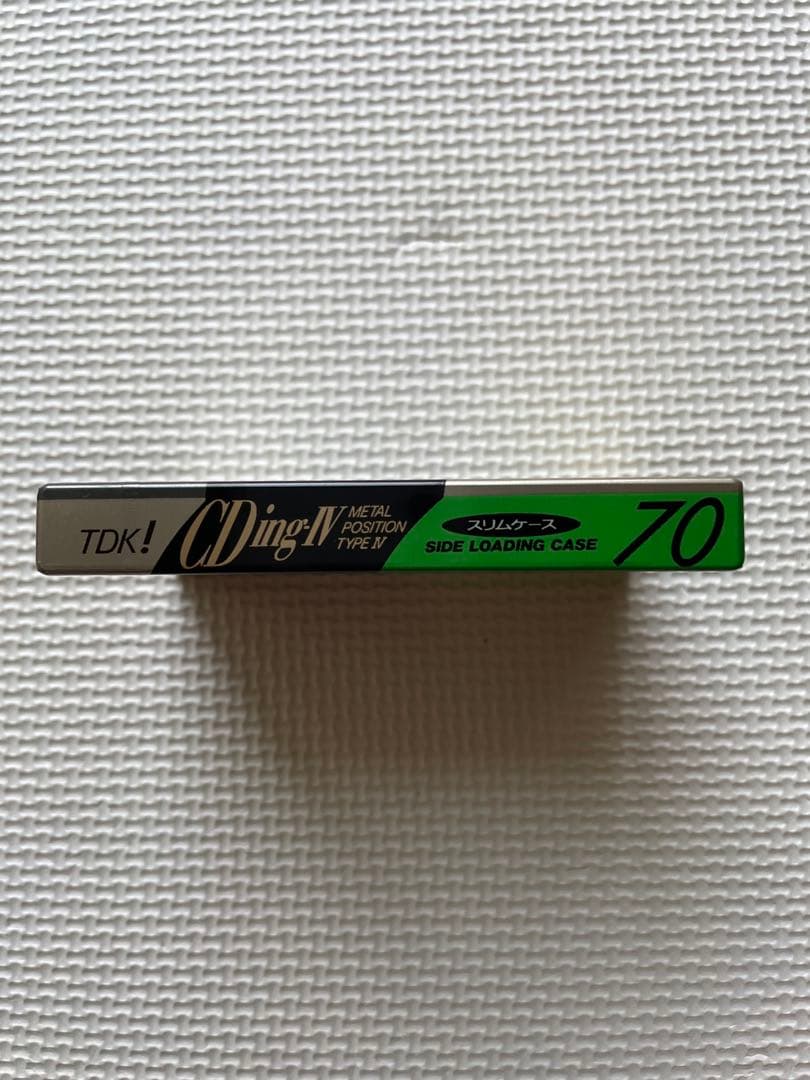 TDK!
CDing-IV
METAL
POSITION
TYPE IV
スリムケース
SIDE LOADING CASE
70